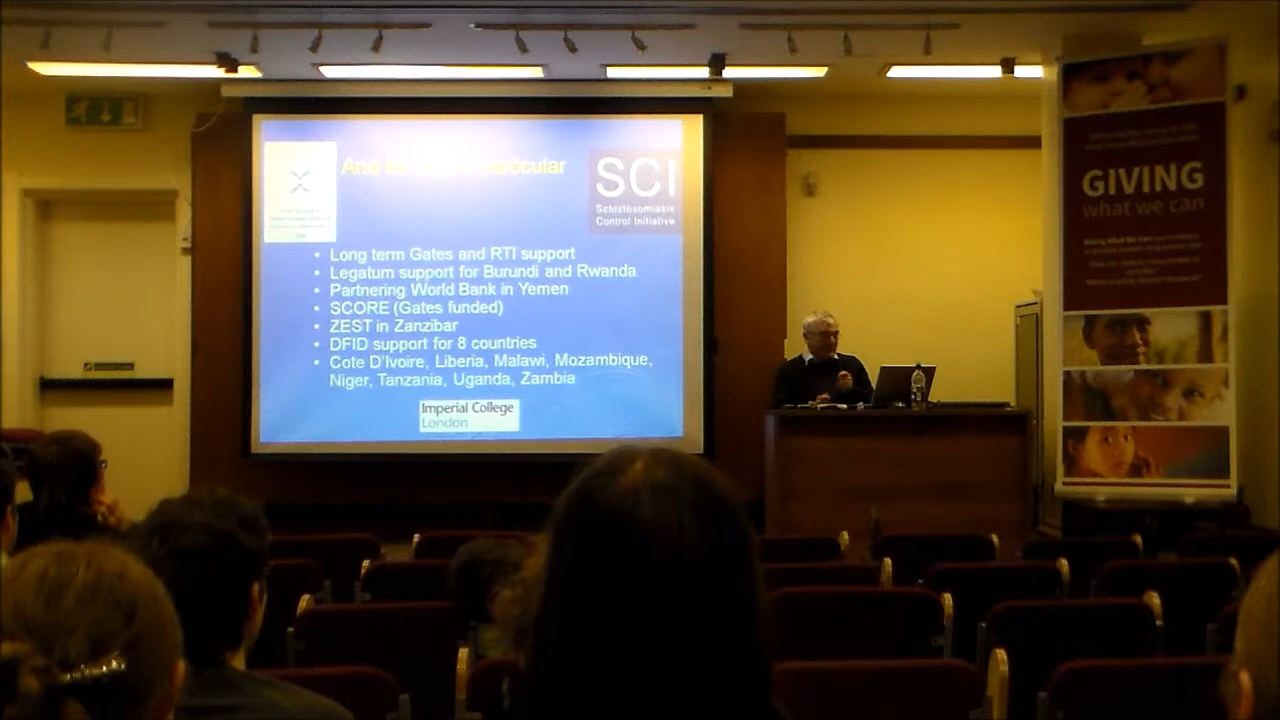 And
SCI
Schistosomiasis
Control Initiative
• Long term Gates and RTI support
• Legatum support for Burundi and Rwanda
• Partnering World Bank in Yemen
• SCORE (Gates funded)
• ZEST in Zanzibar
• DFID support for 8 countries
• Cote D'Ivoire, Liberia, Malawi, Mozambique,
Niger, Tanzania, Uganda, Zambia
Imperial College
London
GIVING
what we can